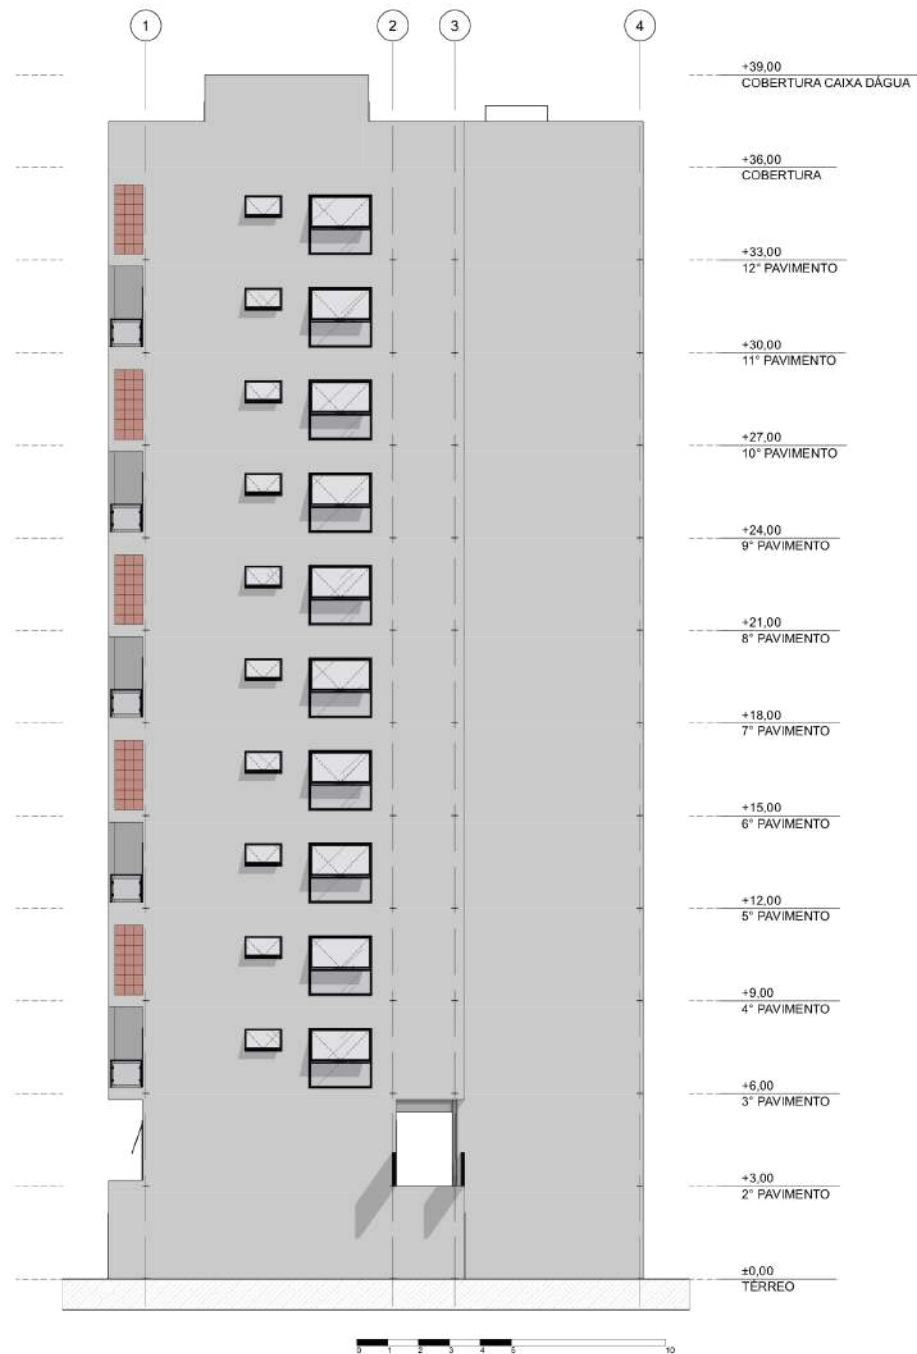 1 2 3 4
+39,00
COBERTURA CAIXA DÁGUA
+36,00
COBERTURA
+33,00
12° PAVIMENTO
+30,00
11° PAVIMENTO
+27,00
10° PAVIMENTO
+24,00
9° PAVIMENTO
+21,00
8° PAVIMENTO
+18,00
7° PAVIMENTO
+15,00
6° PAVIMENTO
+12,00
5° PAVIMENTO
+9,00
4° PAVIMENTO
+6,00
3° PAVIMENTO
+3,00
2° PAVIMENTO
±0,00
TÉRREO
0 1 2 3 4 5 10